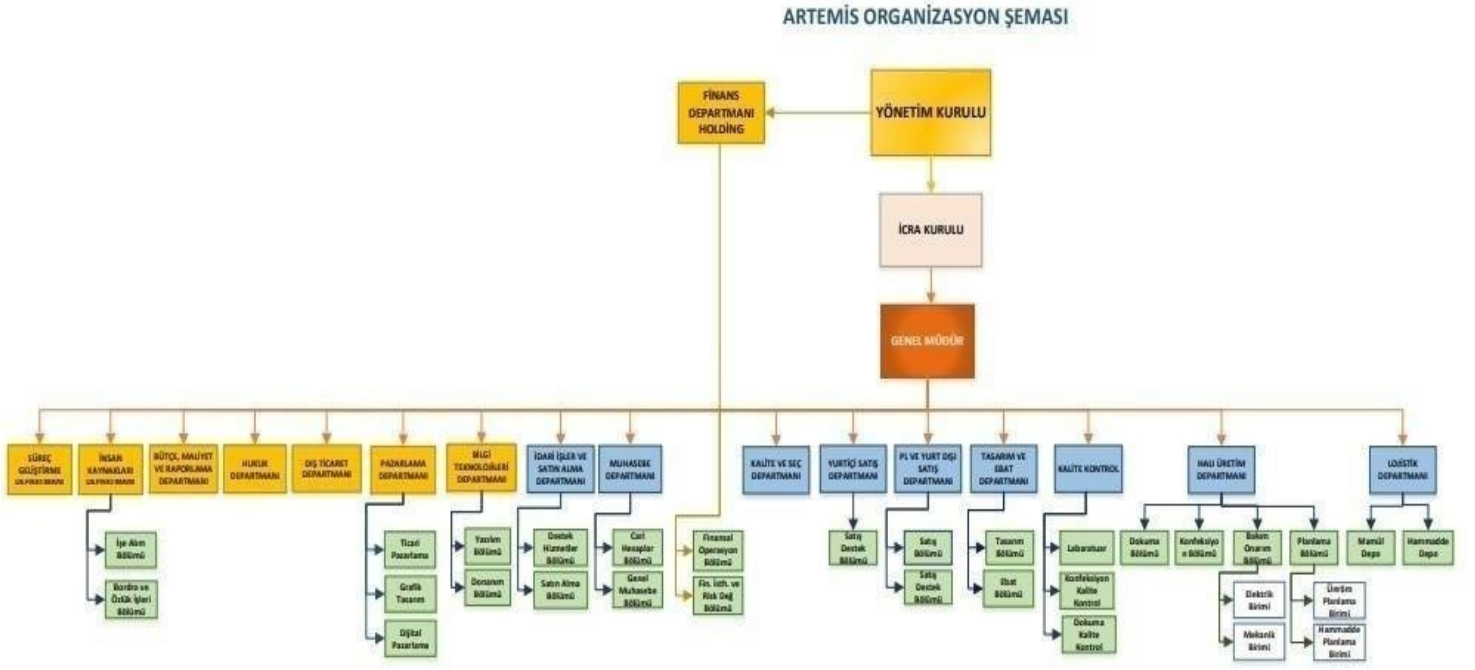 ARTEMİS ORGANİZASYON ŞEMASI
FİNANS
DEPARTMANI
HOLDİNG
YÖNETİM KURULU
İCRA KURULU
GENEL MÜDÜR
SÜREÇ
GELİŞTİRME
DEPARTMANI
İNSAN
KAYNAKLARI
DEPARTMANI
BÜTÇE, MALİYET
VE RAPORLAMA
DEPARTMANI
HUKUK
DEPARTMANI
DIŞ TİCARET
DEPARTMANI
PAZARLAMA
DEPARTMANI
BİLGİ
TEKNOLOJİLERİ
DEPARTMANI
İDARİ İŞLER VE
SATIN ALMA
DEPARTMANI
MUHASEBE
DEPARTMANI
KALİTE VE SEÇ
DEPARTMANI
YURTİÇİ SATIŞ
DEPARTMANI
PL VE YURT DIŞI
SATIŞ
DEPARTMANI
TASARIM VE
EBAT
DEPARTMANI
KALİTE KONTROL
HALI ÜRETİM
DEPARTMANI
LOJİSTİK
DEPARTMANI
İşe Alım
Bölümü
Bordro ve
Özlük İşleri
Bölümü
Ticari
Pazarlama
Grafik
Tasarım
Dijital
Pazarlama
Yazılım
Bölümü
Donanım
Bölümü
Destek
Hizmetler
Bölümü
Satın Alma
Bölümü
Cari
Hesaplar
Bölümü
Genel
Muhasebe
Bölümü
Finansal
Operasyon
Bölümü
Fin. İsth. ve
Risk Değ
Bölümü
Satış
Destek
Bölümü
Satış
Bölümü
Satış
Destek
Bölümü
Tasarım
Bölümü
Ebat
Bölümü
Labaratuar
Konfeksiyon
Kalite
Kontrol
Dokuma
Kalite
Kontrol
Dokuma
Bölümü
Konfeksiyo
n Bölümü
Bakım
Onarım
Bölümü
Planlama
Bölümü
Elektrik
Birimi
Mekanik
Birimi
Üretim
Planlama
Birimi
Hammadde
Planlama
Birimi
Mamül
Depo
Hammadde
Depo